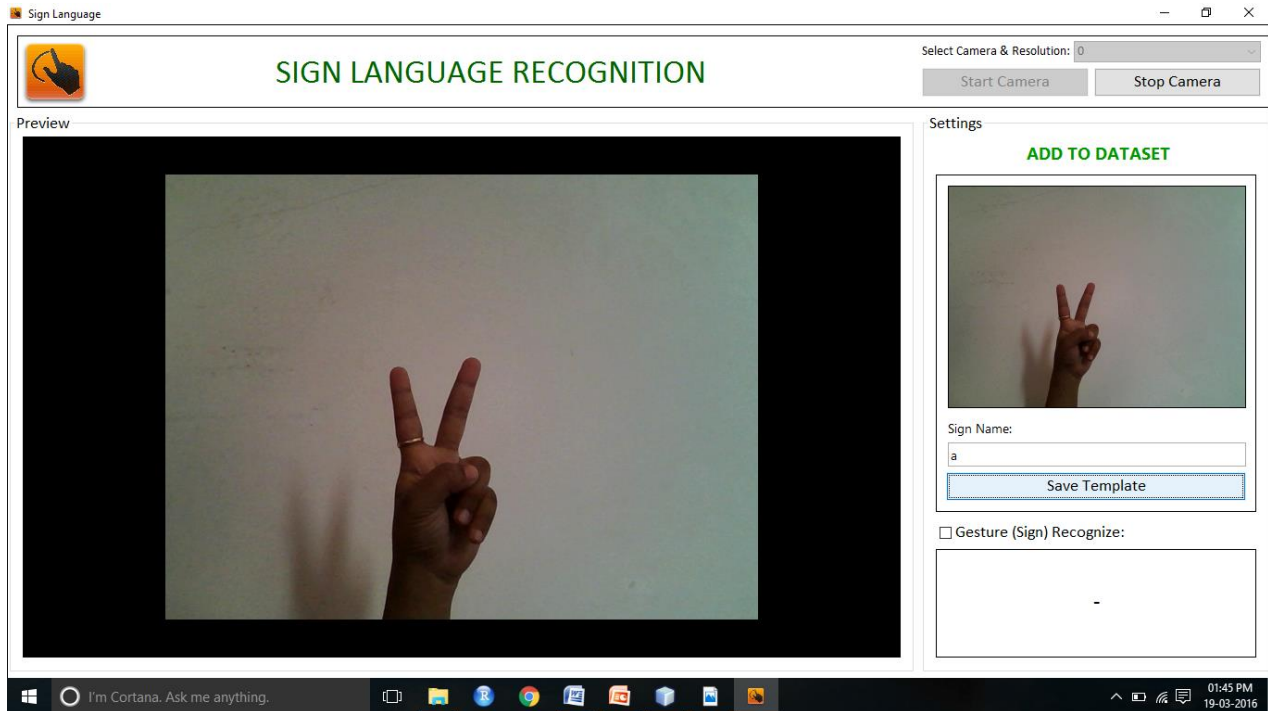 Sign Language
SIGN LANGUAGE RECOGNITION
Select Camera & Resolution: 0
Start Camera
Stop Camera
Preview
Settings
ADD TO DATASET
Sign Name:
a
Save Template
Gesture (Sign) Recognize:
-
I'm Cortana. Ask me anything.
01:45 PM
19-03-2016